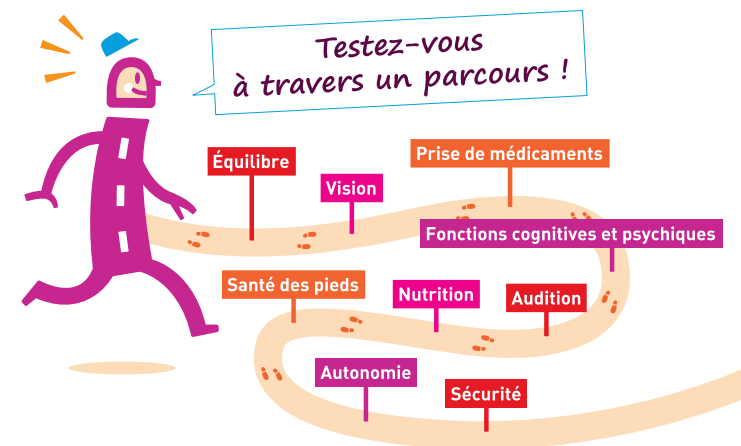 Testez-vous
à travers un parcours !
Équilibre
Vision
Prise de médicaments
Fonctions cognitives et psychiques
Audition
Nutrition
Santé des pieds
Autonomie
Sécurité